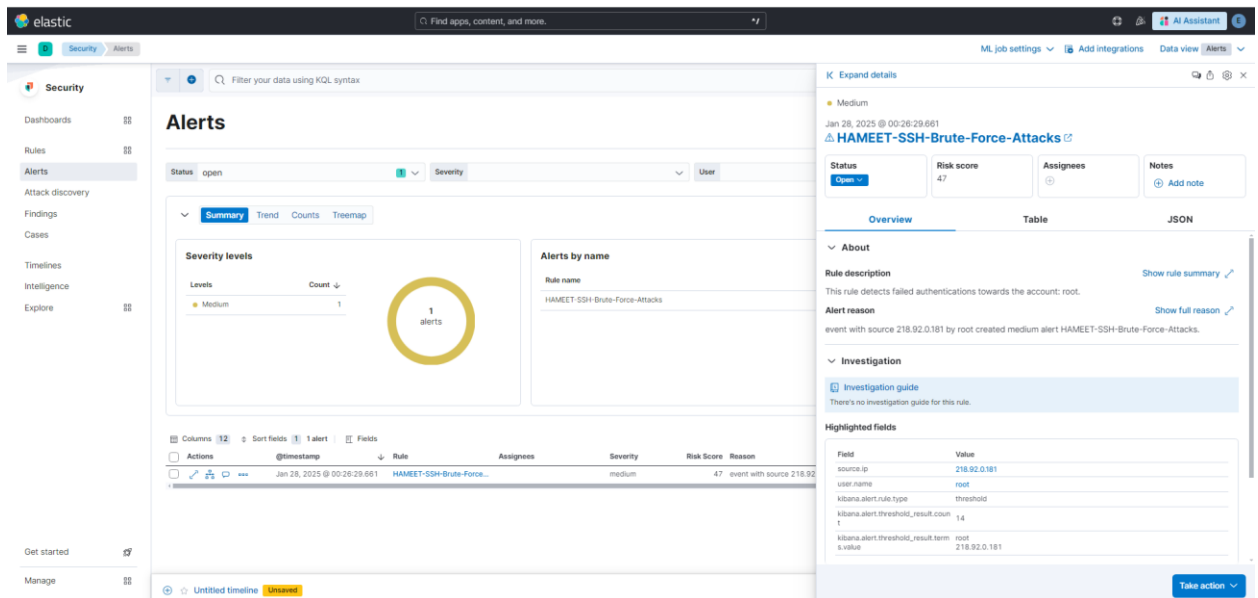 elastic
Find apps, content, and more.
*/
AI Assistant
E
D
Security
Alerts
ML job settings
Add integrations
Data view
Alerts
Security
Dashboards
Rules
Alerts
Attack discovery
Findings
Cases
Timelines
Intelligence
Explore
Get started
Manage
Filter your data using KQL syntax
Alerts
Status open 1
Severity
User
Summary Trend Counts Treemap
Severity levels
Levels Count
Medium 1
1
alerts
Alerts by name
Rule name
HAMEET-SSH-Brute-Force-Attacks
Columns 12 Sort fields 1 1 alert Fields
Actions @timestamp Rule Assignees Severity Risk Score Reason
Jan 28, 2025 @ 00:26:29.661 HAMEET-SSH-Brute-Force... medium 47 event with source 218.92
Untitled timeline Unsaved
Expand details
Medium
Jan 28, 2025 @ 00:26:29.661
HAMEET-SSH-Brute-Force-Attacks
Status Risk score Assignees Notes
Open 47 Add note
Overview Table JSON
About
Rule description Show rule summary
This rule detects failed authentications towards the account: root.
Alert reason Show full reason
event with source 218.92.0.181 by root created medium alert HAMEET-SSH-Brute-Force-Attacks.
Investigation
Investigation guide
There's no investigation guide for this rule.
Highlighted fields
Field Value
source.ip 218.92.0.181
user.name root
kibana.alert.rule.type threshold
kibana.alert.threshold_result.coun
t 14
kibana.alert.threshold_result.term root
s.value 218.92.0.181
Take action